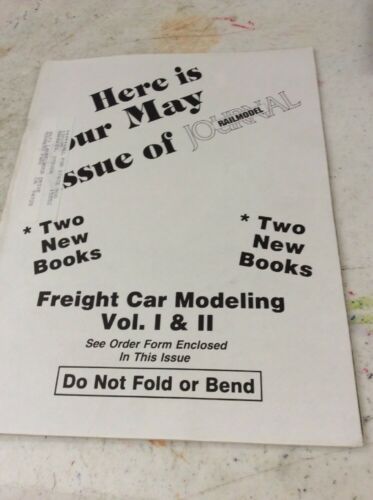 Here is
our May
ssue of RAILMODEL JOURNAL
* Two
New
Books
* Two
New
Books
Freight Car Modeling
Vol. I & II
See Order Form Enclosed
In This Issue
Do Not Fold or Bend